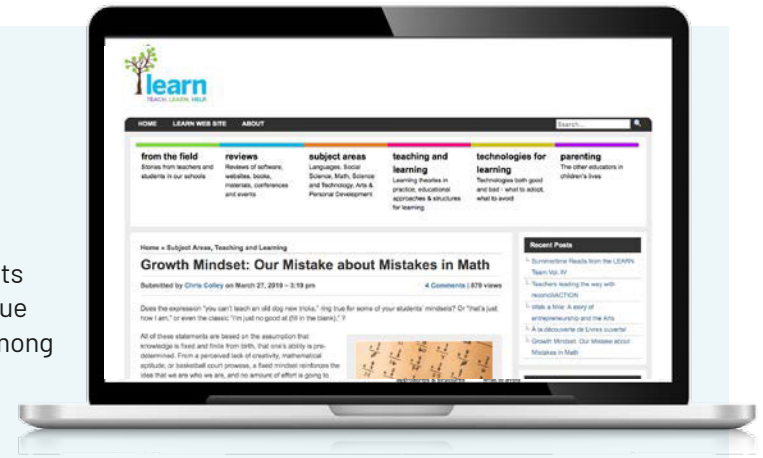 ts
ue
mong
learn
TEACH. LEARN. HELP.
HOME LEARN WEB SITE ABOUT
Search...
from the field
Stories from teachers and
students in our schools
reviews
Reviews of software,
websites, books,
materials, conferences
and events
subject areas
Languages, Social
Science, Math, Science
and Technology, Arts &
Personal Development
teaching and
learning
Learning theories in
practice, educational
approaches & structures
for learning
technologies for
learning
Technologies both good
and bad - what to adopt,
what to avoid
parenting
The other educators in
children's lives
Home » Subject Areas, Teaching and Learning
Growth Mindset: Our Mistake about Mistakes in Math
Submitted by Chris Colley on March 27, 2019 – 3:19 pm
4 Comments | 879 views
Does the expression "you can't teach an old dog new tricks," ring true for some of your students' mindsets? Or "that's just
how I am," or even the classic "I'm just no good at (fill in the blank)," ?
All of these statements are based on the assumption that
knowledge is fixed and finite from birth, that one's ability is pre-
determined. From a perceived lack of creativity, mathematical
aptitude, or basketball court prowess, a fixed mindset reinforces the
idea that we are who we are, and no amount of effort is going to
Recent Posts
Summertime Reads from the LEARN
Team Vol. IV
Teachers leading the way with
reconciliACTION
Walk a Mile: A story of
entrepreneurship and the Arts
À la découverte de Livres ouverts!
Growth Mindset: Our Mistake about
Mistakes in Math